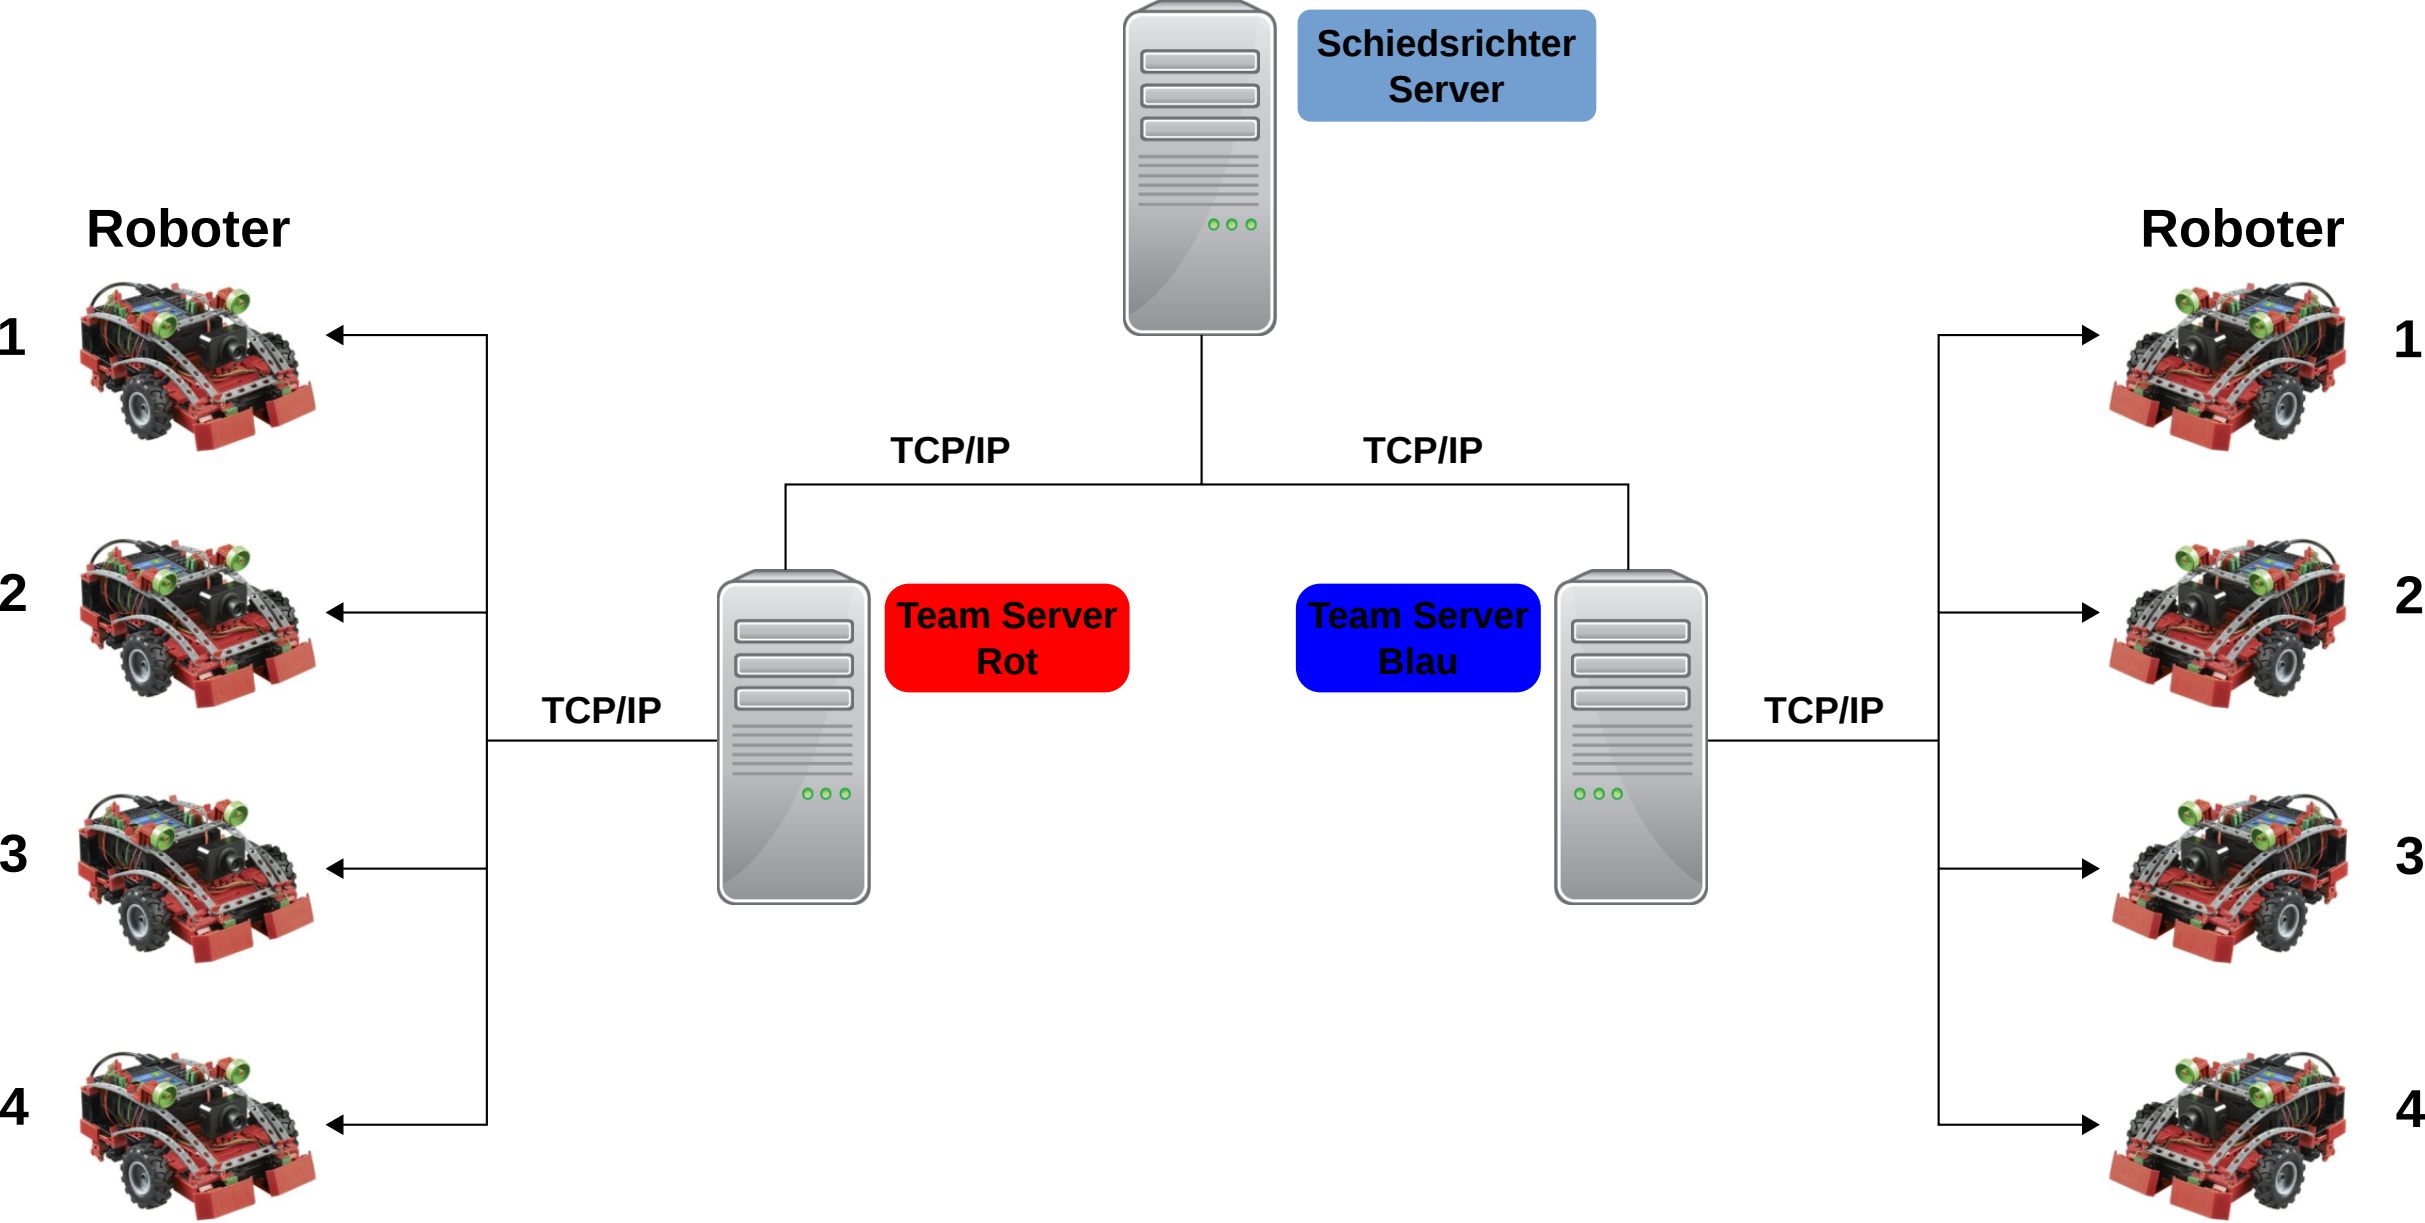 Schiedsrichter
Server
Roboter
Roboter
1
1
TCP/IP
TCP/IP
2
2
Team Server
Rot
Team Server
Blau
TCP/IP
TCP/IP
3
3
4
4